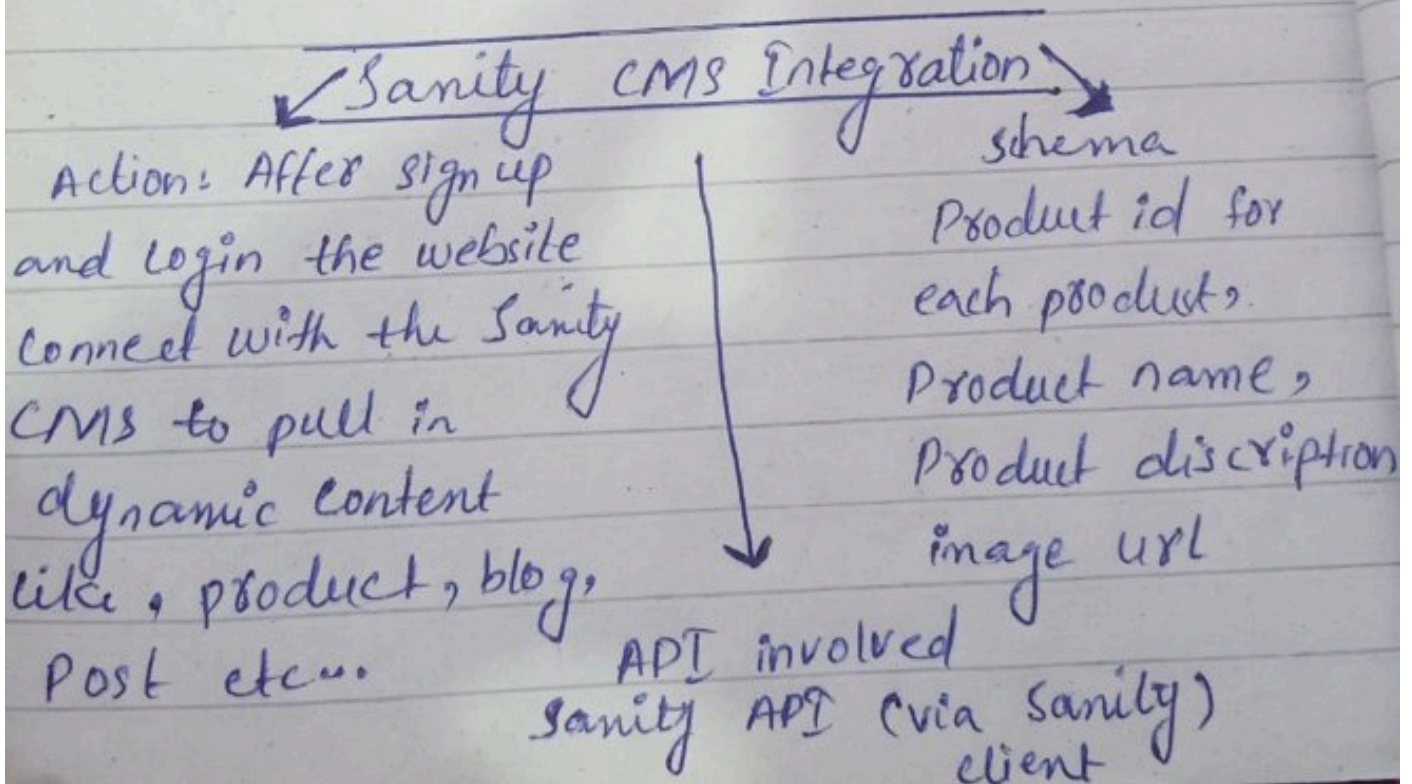 Sanity CMS Integration
Action: After sign up
and login the website
connect with the Sanity
CMS to pull in
dynamic content
like, product, blog,
Post etc...
schema
Product id for
each product,
Product name,
Product discription
image url
API involved
Sanity API (via Sanity)
client